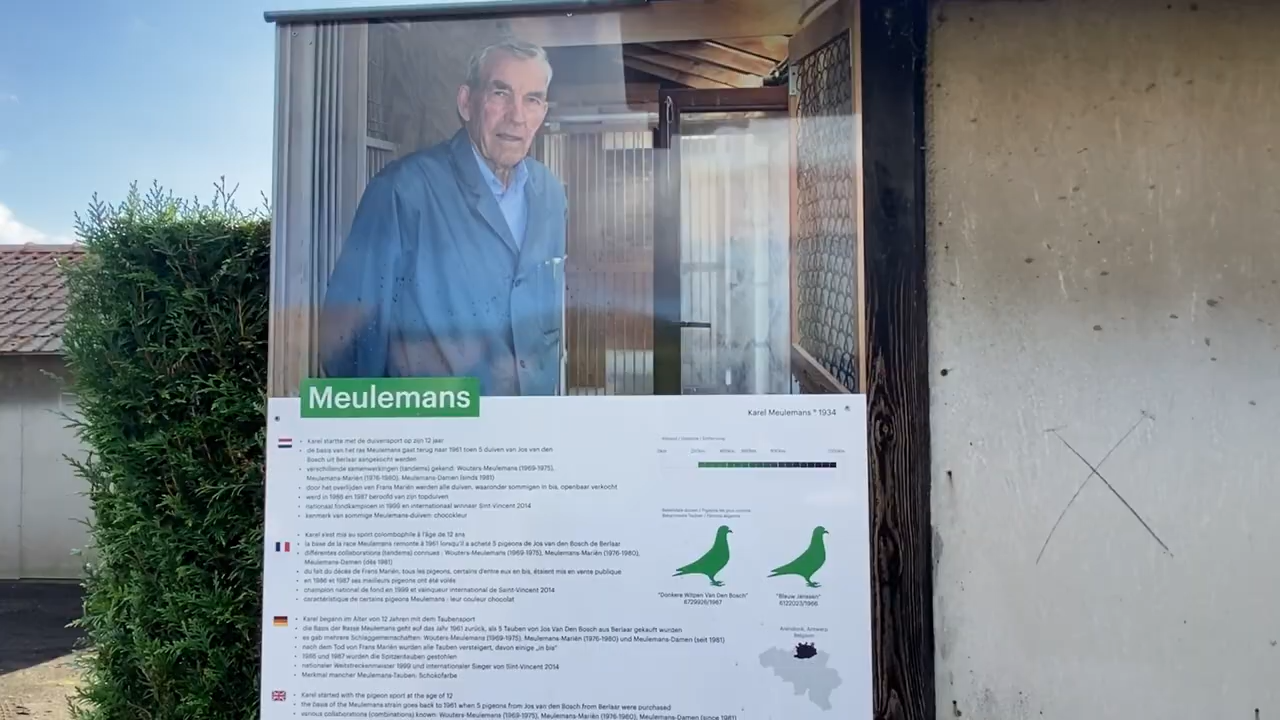 Meulemans
Karel Meulemans ° 1934
Karel startte met de duivensport op zijn 12 jaar
de basis van het ras Meulemans gaat terug naar 1961 toen 5 duiven van Jos van den
Bosch uit Berlaar aangekocht werden
verschillende samenwerkingen (tandems) gekend: Wouters-Meulemans (1969-1975),
Meulemans-Mariën (1976-1980), Meulemans-Damen (sinds 1981)
door het overlijden van Frans Mariën werden alle duiven, waaronder sommigen in bis, openbaar verkocht
werd in 1986 en 1987 beroofd van zijn topduiven
nationaal fondkampioen in 1999 en internationaal winnaar Sint-Vincent 2014
kenmerk van sommige Meulemans-duiven: chocokleur
Karel s'est mis au sport colombophile à l'âge de 12 ans
la base de la race Meulemans remonte à 1961 lorsqu'il a acheté 5 pigeons de Jos van den Bosch de Berlaar
différentes collaborations (tandems) connues : Wouters-Meulemans (1969-1975), Meulemans-Mariën (1976-1980),
Meulemans-Damen (dès 1981)
du fait du décès de Frans Mariën, tous les pigeons, certains d'entre eux en bis, étaient mis en vente publique
en 1986 et 1987 ses meilleurs pigeons ont été volés
champion national de fond en 1999 et vainqueur international de Saint-Vincent 2014
caractéristique de certains pigeons Meulemans : leur couleur chocolat
Karel begann im Alter von 12 Jahren mit dem Taubensport
die Basis der Rasse Meulemans geht auf das Jahr 1961 zurück, als 5 Tauben von Jos Van Den Bosch aus Berlaar gekauft wurden
es gab mehrere Schlaggemeinschaften: Wouters-Meulemans (1969-1975), Meulemans-Mariën (1976-1980) und Meulemans-Damen (seit 1981)
nach dem Tod von Frans Mariën wurden alle Tauben versteigert, davon einige „in bis"
1986 und 1987 wurden die Spitzentauben gestohlen
nationaler Weitstreckenmeister 1999 und internationaler Sieger von Sint-Vincent 2014
Merkmal mancher Meulemans-Tauben: Schokofarbe
Karel started with the pigeon sport at the age of 12
the basis of the Meulemans strain goes back to 1961 when 5 pigeons from Jos van den Bosch from Berlaar were purchased
various collaborations (combinations) known: Wouters-Meulemans (1969-1975), Meulemans-Mariën (1976-1980), Meulemans-Damen (since 1981)
"Donkere Witpen Van Den Bosch"
6729926/1967
"Blauw Janssen"
6122023/1966
Arendonk, Antwerp
Belgium